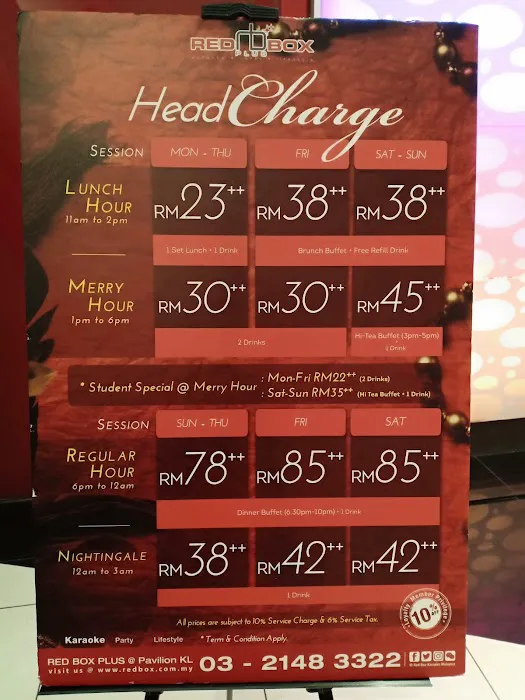 RED BOX
PLUS
Head Charge
SESSION MON - THU FRI SAT - SUN
LUNCH HOUR
11am to 2pm
RM23++ RM38++ RM38++
1 Set Lunch + 1 Drink Brunch Buffet + Free Refill Drink
MERRY HOUR
1pm to 6pm
RM30++ RM30++ RM45++
2 Drinks
Hi-Tea Buffet (3pm-5pm)
+
1 Drink
* Student Special @ Merry Hour : Mon-Fri RM22++ (2 Drinks)
: Sat-Sun RM35++ (Hi Tea Buffet + 1 Drink)
SESSION SUN - THU FRI SAT
REGULAR HOUR
6pm to 12am
RM78++ RM85++ RM85++
Dinner Buffet (6:30pm-10pm) + 1 Drink
NIGHTINGALE
12am to 3am
RM38++ RM42++ RM42++
1 Drink
All prices are subject to 10% Service Charge & 6% Service Tax.
* Term & Condition Apply.
Loyalty Member Privileges
10% off
Karaoke Party Lifestyle
RED BOX PLUS @ Pavilion KL
visit us @ www.redbox.com.my
03 - 2148 3322